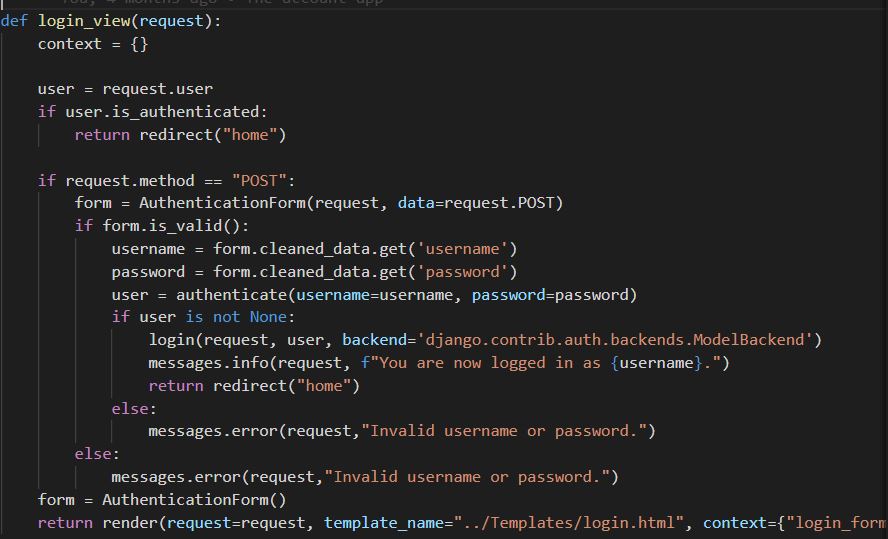 You, 4 months ago • The account app
def login_view(request):
    context = {}
    user = request.user
    if user.is_authenticated:
        return redirect("home")
    if request.method == "POST":
        form = AuthenticationForm(request, data=request.POST)
        if form.is_valid():
            username = form.cleaned_data.get('username')
            password = form.cleaned_data.get('password')
            user = authenticate(username=username, password=password)
            if user is not None:
                login(request, user, backend='django.contrib.auth.backends.ModelBackend')
                messages.info(request, f"You are now logged in as {username}.")
                return redirect("home")
            else:
                messages.error(request,"Invalid username or password.")
        else:
            messages.error(request,"Invalid username or password.")
    form = AuthenticationForm()
    return render(request=request, template_name="../Templates/login.html", context={"login_form